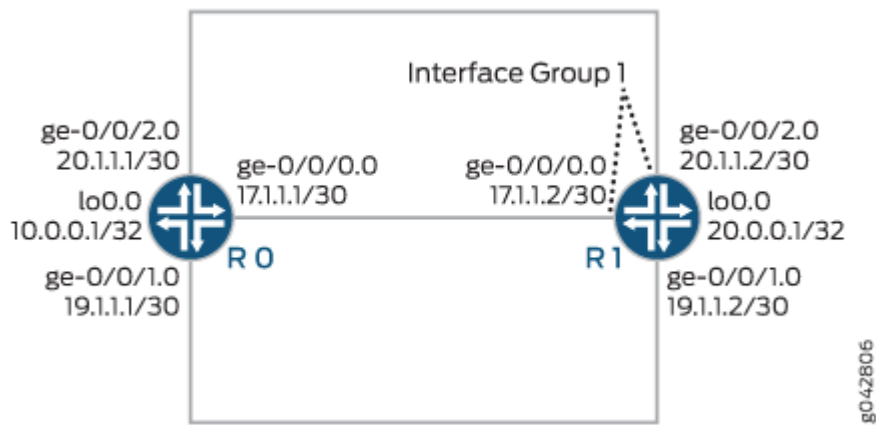 Interface Group 1
ge-0/0/2.0
20.1.1.1/30
ge-0/0/0.0
17.1.1.1/30
ge-0/0/0.0
17.1.1.2/30
ge-0/0/2.0
20.1.1.2/30
lo0.0
10.0.0.1/32
lo0.0
20.0.0.1/32
R 0
R 1
ge-0/0/1.0
19.1.1.1/30
ge-0/0/1.0
19.1.1.2/30
g042806